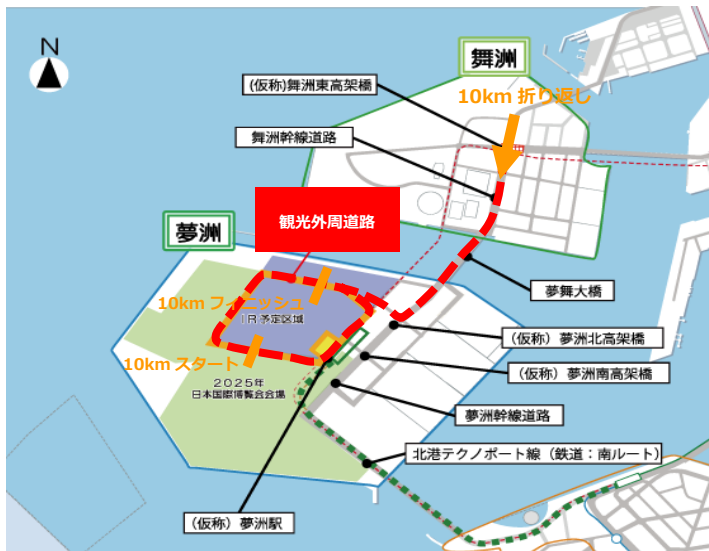 N
舞洲
(仮称)舞洲東高架橋
10km 折り返し
舞洲幹線道路
観光外周道路
夢洲
夢舞大橋
10km フィニッシュ
IR予定区域
(仮称）夢洲北高架橋
10km スタート
(仮称）夢洲南高架橋
2025年
日本国際博覧会会場
夢洲幹線道路
北港テクノポート線（鉄道：南ルート）
(仮称）夢洲駅